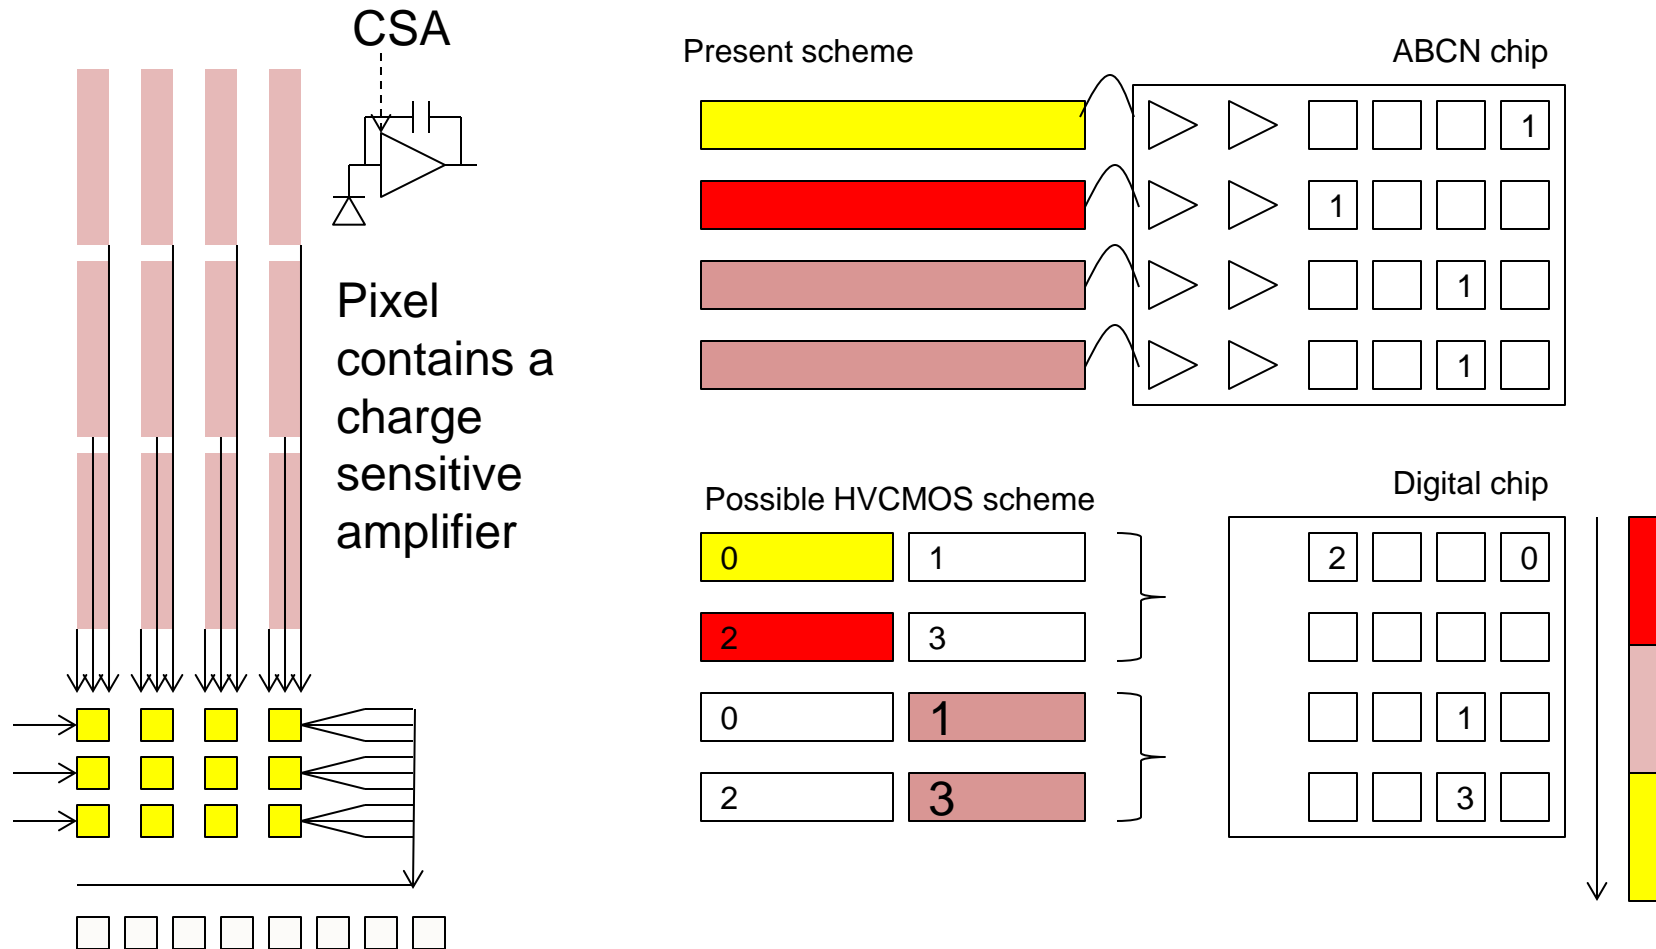 CSA
Pixel
contains a
charge
sensitive
amplifier
Present scheme
ABCN chip
1
1
1
1
Possible HVCMOS scheme
Digital chip
0 1
2 3
0 1
2 3
2 0
1
3